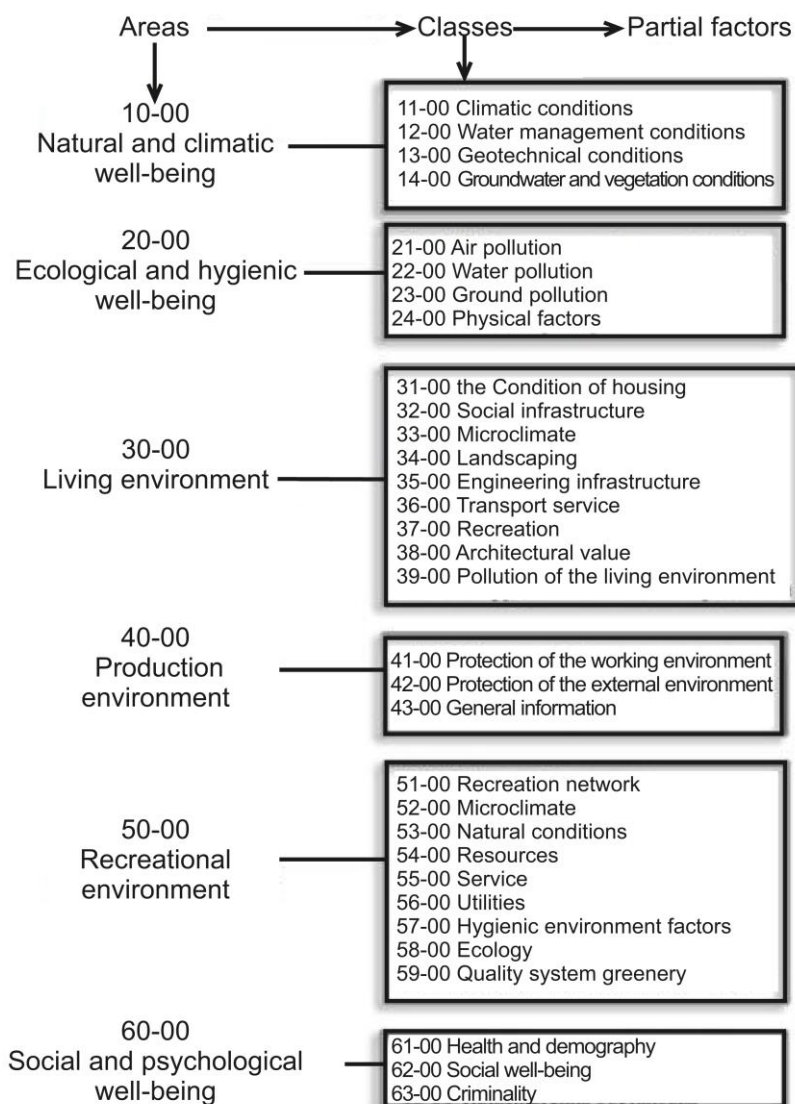 Areas Classes Partial factors
10-00
Natural and climatic
well-being
11-00 Climatic conditions
12-00 Water management conditions
13-00 Geotechnical conditions
14-00 Groundwater and vegetation conditions
20-00
Ecological and hygienic
well-being
21-00 Air pollution
22-00 Water pollution
23-00 Ground pollution
24-00 Physical factors
30-00
Living environment
31-00 the Condition of housing
32-00 Social infrastructure
33-00 Microclimate
34-00 Landscaping
35-00 Engineering infrastructure
36-00 Transport service
37-00 Recreation
38-00 Architectural value
39-00 Pollution of the living environment
40-00
Production
environment
41-00 Protection of the working environment
42-00 Protection of the external environment
43-00 General information
50-00
Recreational
environment
51-00 Recreation network
52-00 Microclimate
53-00 Natural conditions
54-00 Resources
55-00 Service
56-00 Utilities
57-00 Hygienic environment factors
58-00 Ecology
59-00 Quality system greenery
60-00
Social and psychological
well-being
61-00 Health and demography
62-00 Social well-being
63-00 Criminality